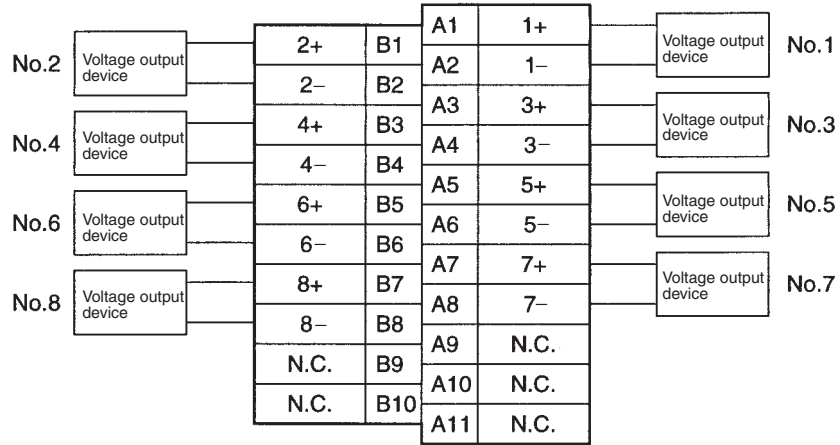 A1 1+
No.1 Voltage output
device
2+ B1
No.2 Voltage output
device
A2 1–
2– B2
A3 3+
No.3 Voltage output
device
4+ B3
No.4 Voltage output
device
A4 3–
4– B4
A5 5+
No.5 Voltage output
device
6+ B5
No.6 Voltage output
device
A6 5–
6– B6
A7 7+
No.7 Voltage output
device
8+ B7
No.8 Voltage output
device
A8 7–
8– B8
A9 N.C.
N.C. B9
A10 N.C.
N.C. B10
A11 N.C.